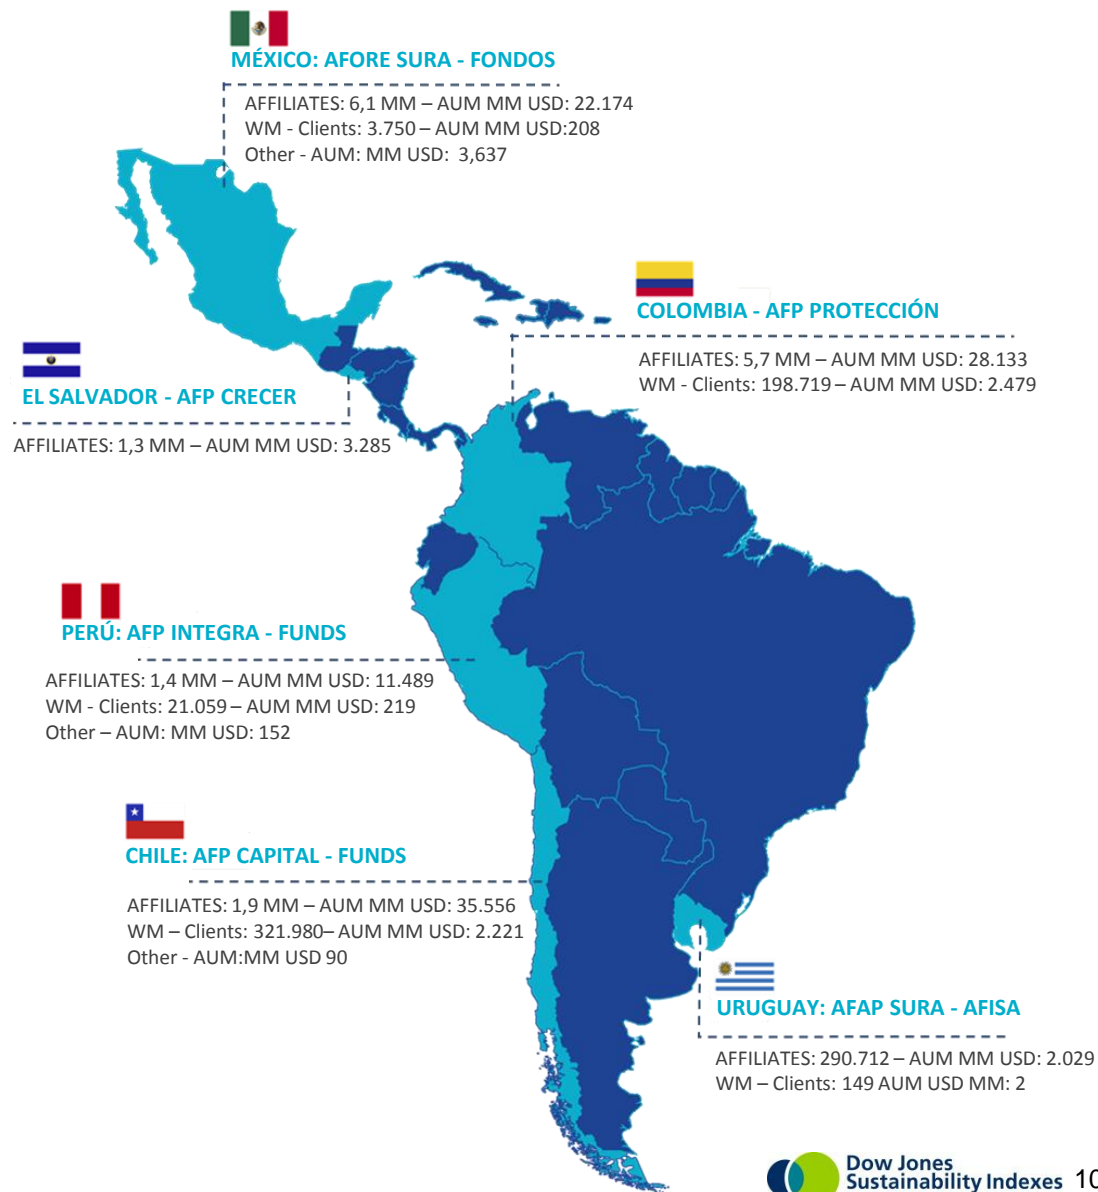 MÉXICO: AFORE SURA - FONDOS
AFFILIATES: 6,1 MM – AUM MM USD: 22.174
WM - Clients: 3.750 – AUM MM USD:208
Other - AUM: MM USD: 3,637
COLOMBIA - AFP PROTECCIÓN
AFFILIATES: 5,7 MM – AUM MM USD: 28.133
WM - Clients: 198.719 – AUM MM USD: 2.479
EL SALVADOR - AFP CRECER
AFFILIATES: 1,3 MM – AUM MM USD: 3.285
PERÚ: AFP INTEGRA - FUNDS
AFFILIATES: 1,4 MM – AUM MM USD: 11.489
WM - Clients: 21.059 – AUM MM USD: 219
Other – AUM: MM USD: 152
CHILE: AFP CAPITAL - FUNDS
AFFILIATES: 1,9 MM – AUM MM USD: 35.556
WM – Clients: 321.980– AUM MM USD: 2.221
Other - AUM:MM USD 90
URUGUAY: AFAP SURA - AFISA
AFFILIATES: 290.712 – AUM MM USD: 2.029
WM – Clients: 149 AUM USD MM: 2
Dow Jones
Sustainability Indexes 10